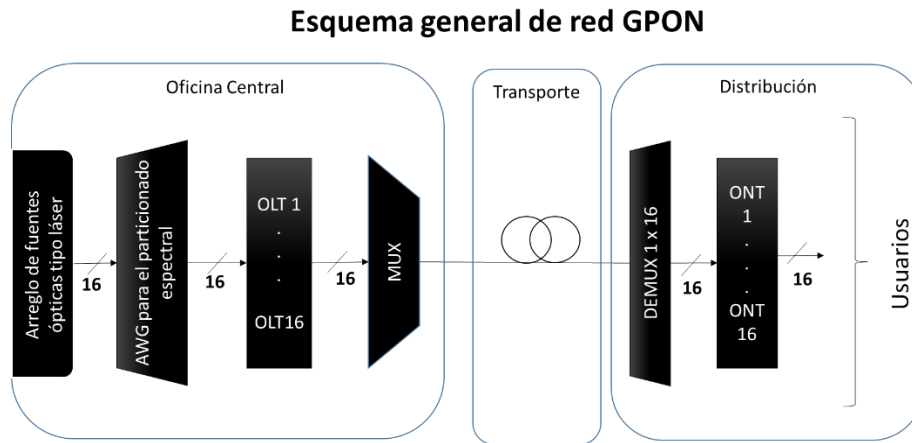 Esquema general de red GPON
Oficina Central
Transporte
Distribución
Arreglo de fuentes
ópticas tipo láser
16
AWG para el particionado
espectral
16
OLT 1
.
.
.
OLT16
16
MUX
DEMUX 1 x 16
16
ONT
1
.
.
.
ONT
16
16
Usuarios